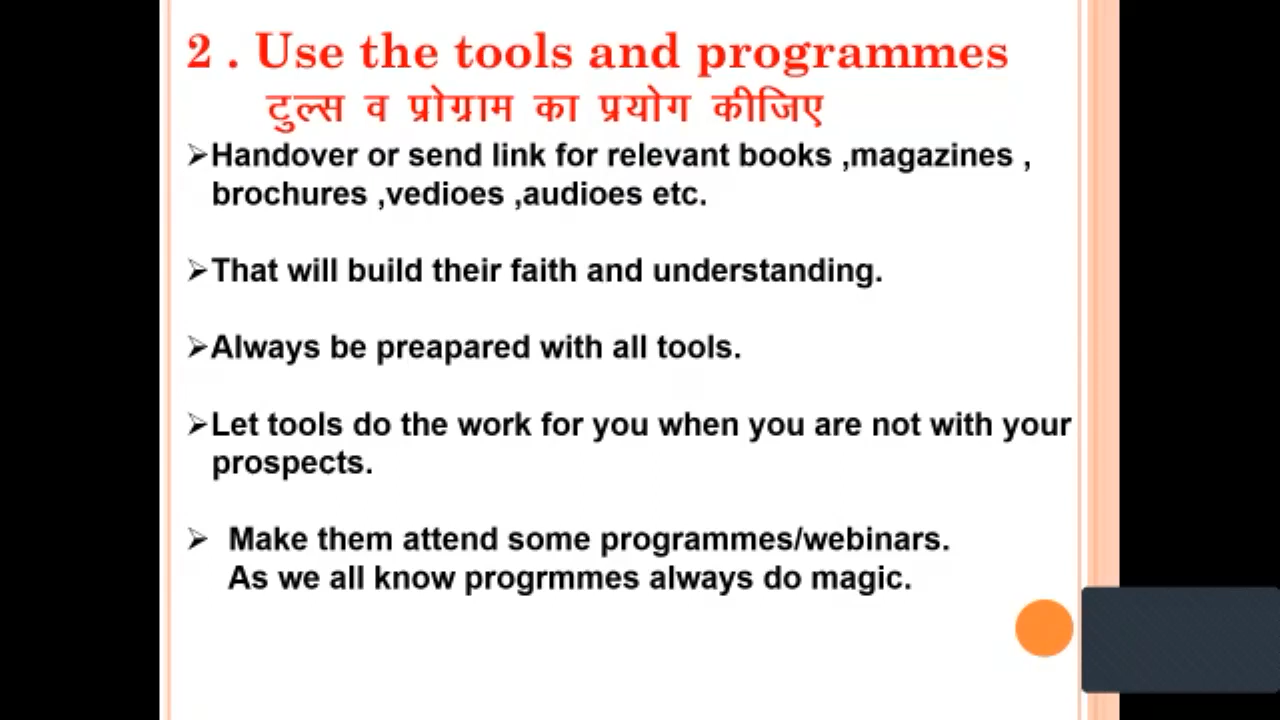 2 . Use the tools and programmes
टुल्स व प्रोग्राम का प्रयोग कीजिए
➢Handover or send link for relevant books ,magazines ,
brochures ,vedioes ,audioes etc.
➢That will build their faith and understanding.
➢Always be preapared with all tools.
➢Let tools do the work for you when you are not with your
prospects.
➢ Make them attend some programmes/webinars.
As we all know progrmmes always do magic.